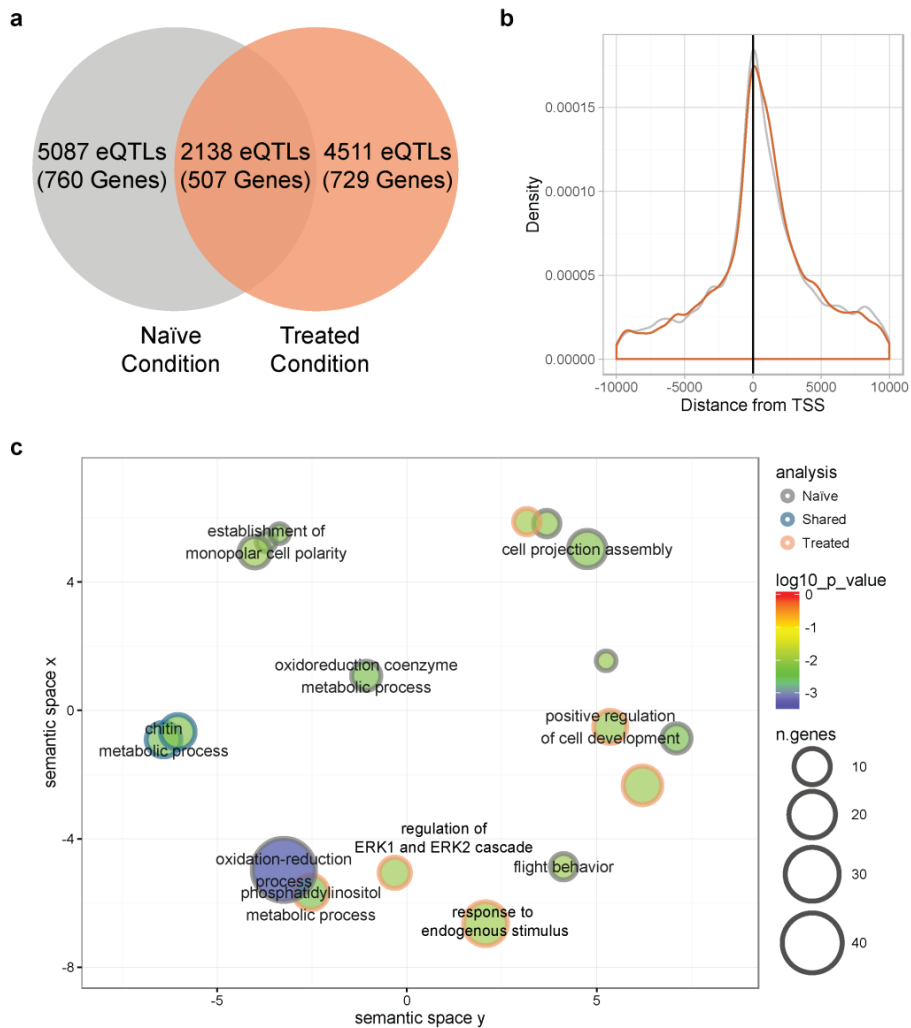 a
5087 eQTLs
(760 Genes)
2138 eQTLs
(507 Genes)
4511 eQTLs
(729 Genes)
Naïve
Condition
Treated
Condition
b
Density
0.00015
0.00010
0.00005
0.00000
-10000
-5000
0
5000
10000
Distance from TSS
c
semantic space x
4
0
-4
-8
establishment of
monopolar cell polarity
cell projection assembly
oxidoreduction coenzyme
metabolic process
chitin
metabolic process
positive regulation
of cell development
regulation of
ERK1 and ERK2 cascade
oxidation-reduction
process
flight behavior
phosphatidylinositol
metabolic process
response to
endogenous stimulus
-5
0
5
semantic space y
analysis
Naïve
Shared
Treated
log10_p_value
0
-1
-2
-3
n.genes
10
20
30
40